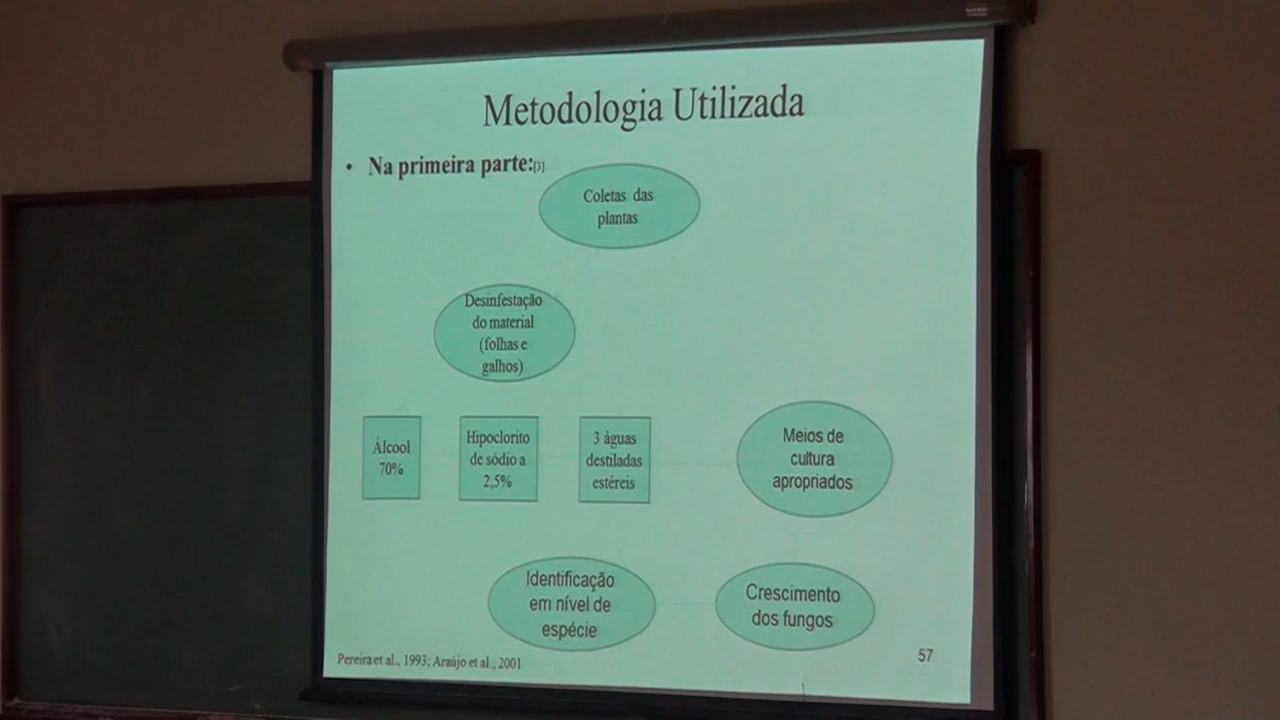 Metodologia Utilizada
• Na primeira parte:[3]
Coletas das
plantas
Desinfestação
do material
(folhas e
galhos)
Álcool
70%
Hipoclorito
de sódio a
2,5%
3 águas
destiladas
estéreis
Meios de
cultura
apropriados
Identificação
em nível de
espécie
Crescimento
dos fungos
Pereira et al., 1993; Araújo et al., 2001
57